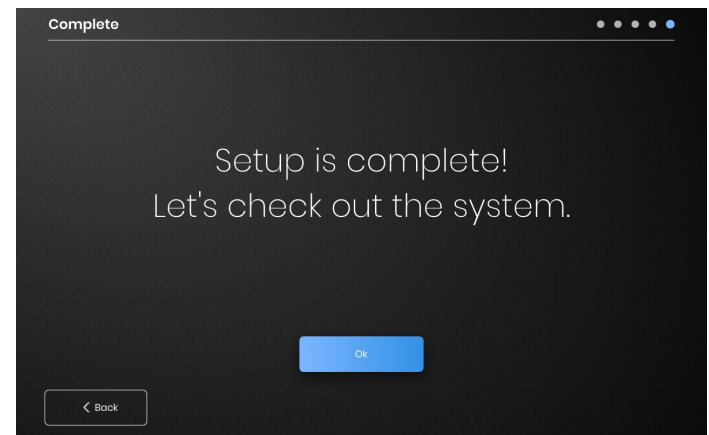 Complete
Setup is complete!
Let's check out the system.
Ok
Back